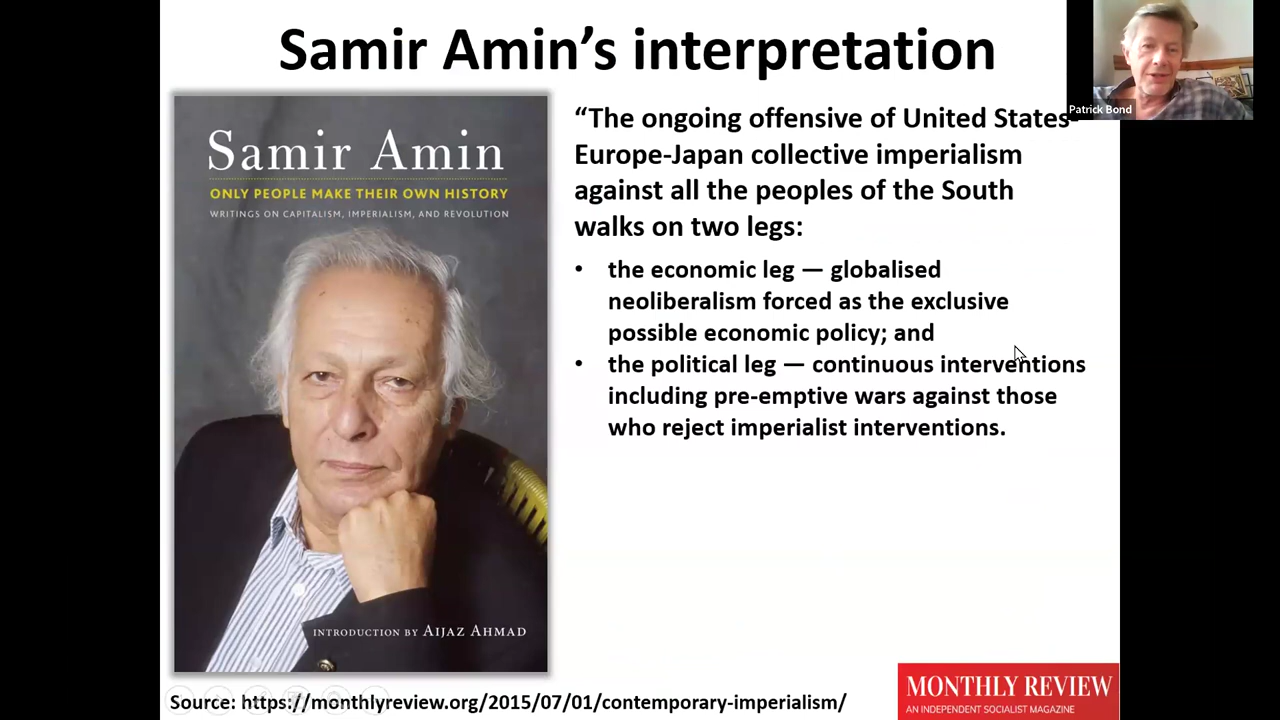 Samir Amin's interpretation
Patrick Bond
Samir Amin
ONLY PEOPLE MAKE THEIR OWN HISTORY
WRITINGS ON CAPITALISM, IMPERIALISM, AND REVOLUTION
INTRODUCTION BY AIJAZ AHMAD
“The ongoing offensive of United States-
Europe-Japan collective imperialism
against all the peoples of the South
walks on two legs:
• the economic leg — globalised
neoliberalism forced as the exclusive
possible economic policy; and
• the political leg — continuous interventions
including pre-emptive wars against those
who reject imperialist interventions.
Source: https://monthlyreview.org/2015/07/01/contemporary-imperialism/
MONTHLY REVIEW
AN INDEPENDENT SOCIALIST MAGAZINE